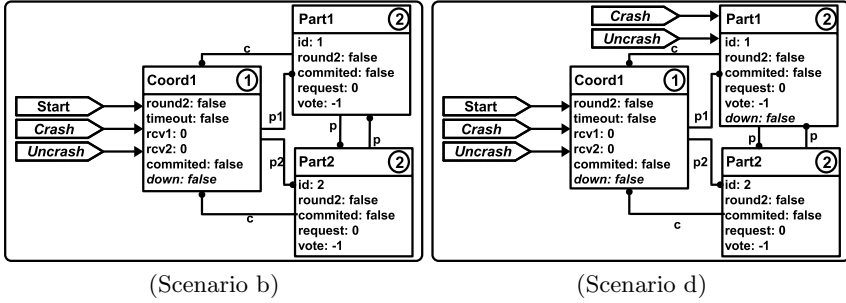 Part1
2
id: 1
round2: false
commited: false
request: 0
vote: -1
c
Coord1
1
round2: false
timeout: false
rcv1: 0
rcv2: 0
commited: false
down: false
Start
Crash
Uncrash
p1
p
p
p2
Part2
2
id: 2
round2: false
commited: false
request: 0
vote: -1
c
(Scenario b)
Crash
Uncrash
Part1
2
id: 1
round2: false
commited: false
request: 0
vote: -1
down: false
c
Coord1
1
round2: false
timeout: false
rcv1: 0
rcv2: 0
commited: false
down: false
Start
Crash
Uncrash
p1
p
p
p2
Part2
2
id: 2
round2: false
commited: false
request: 0
vote: -1
c
(Scenario d)